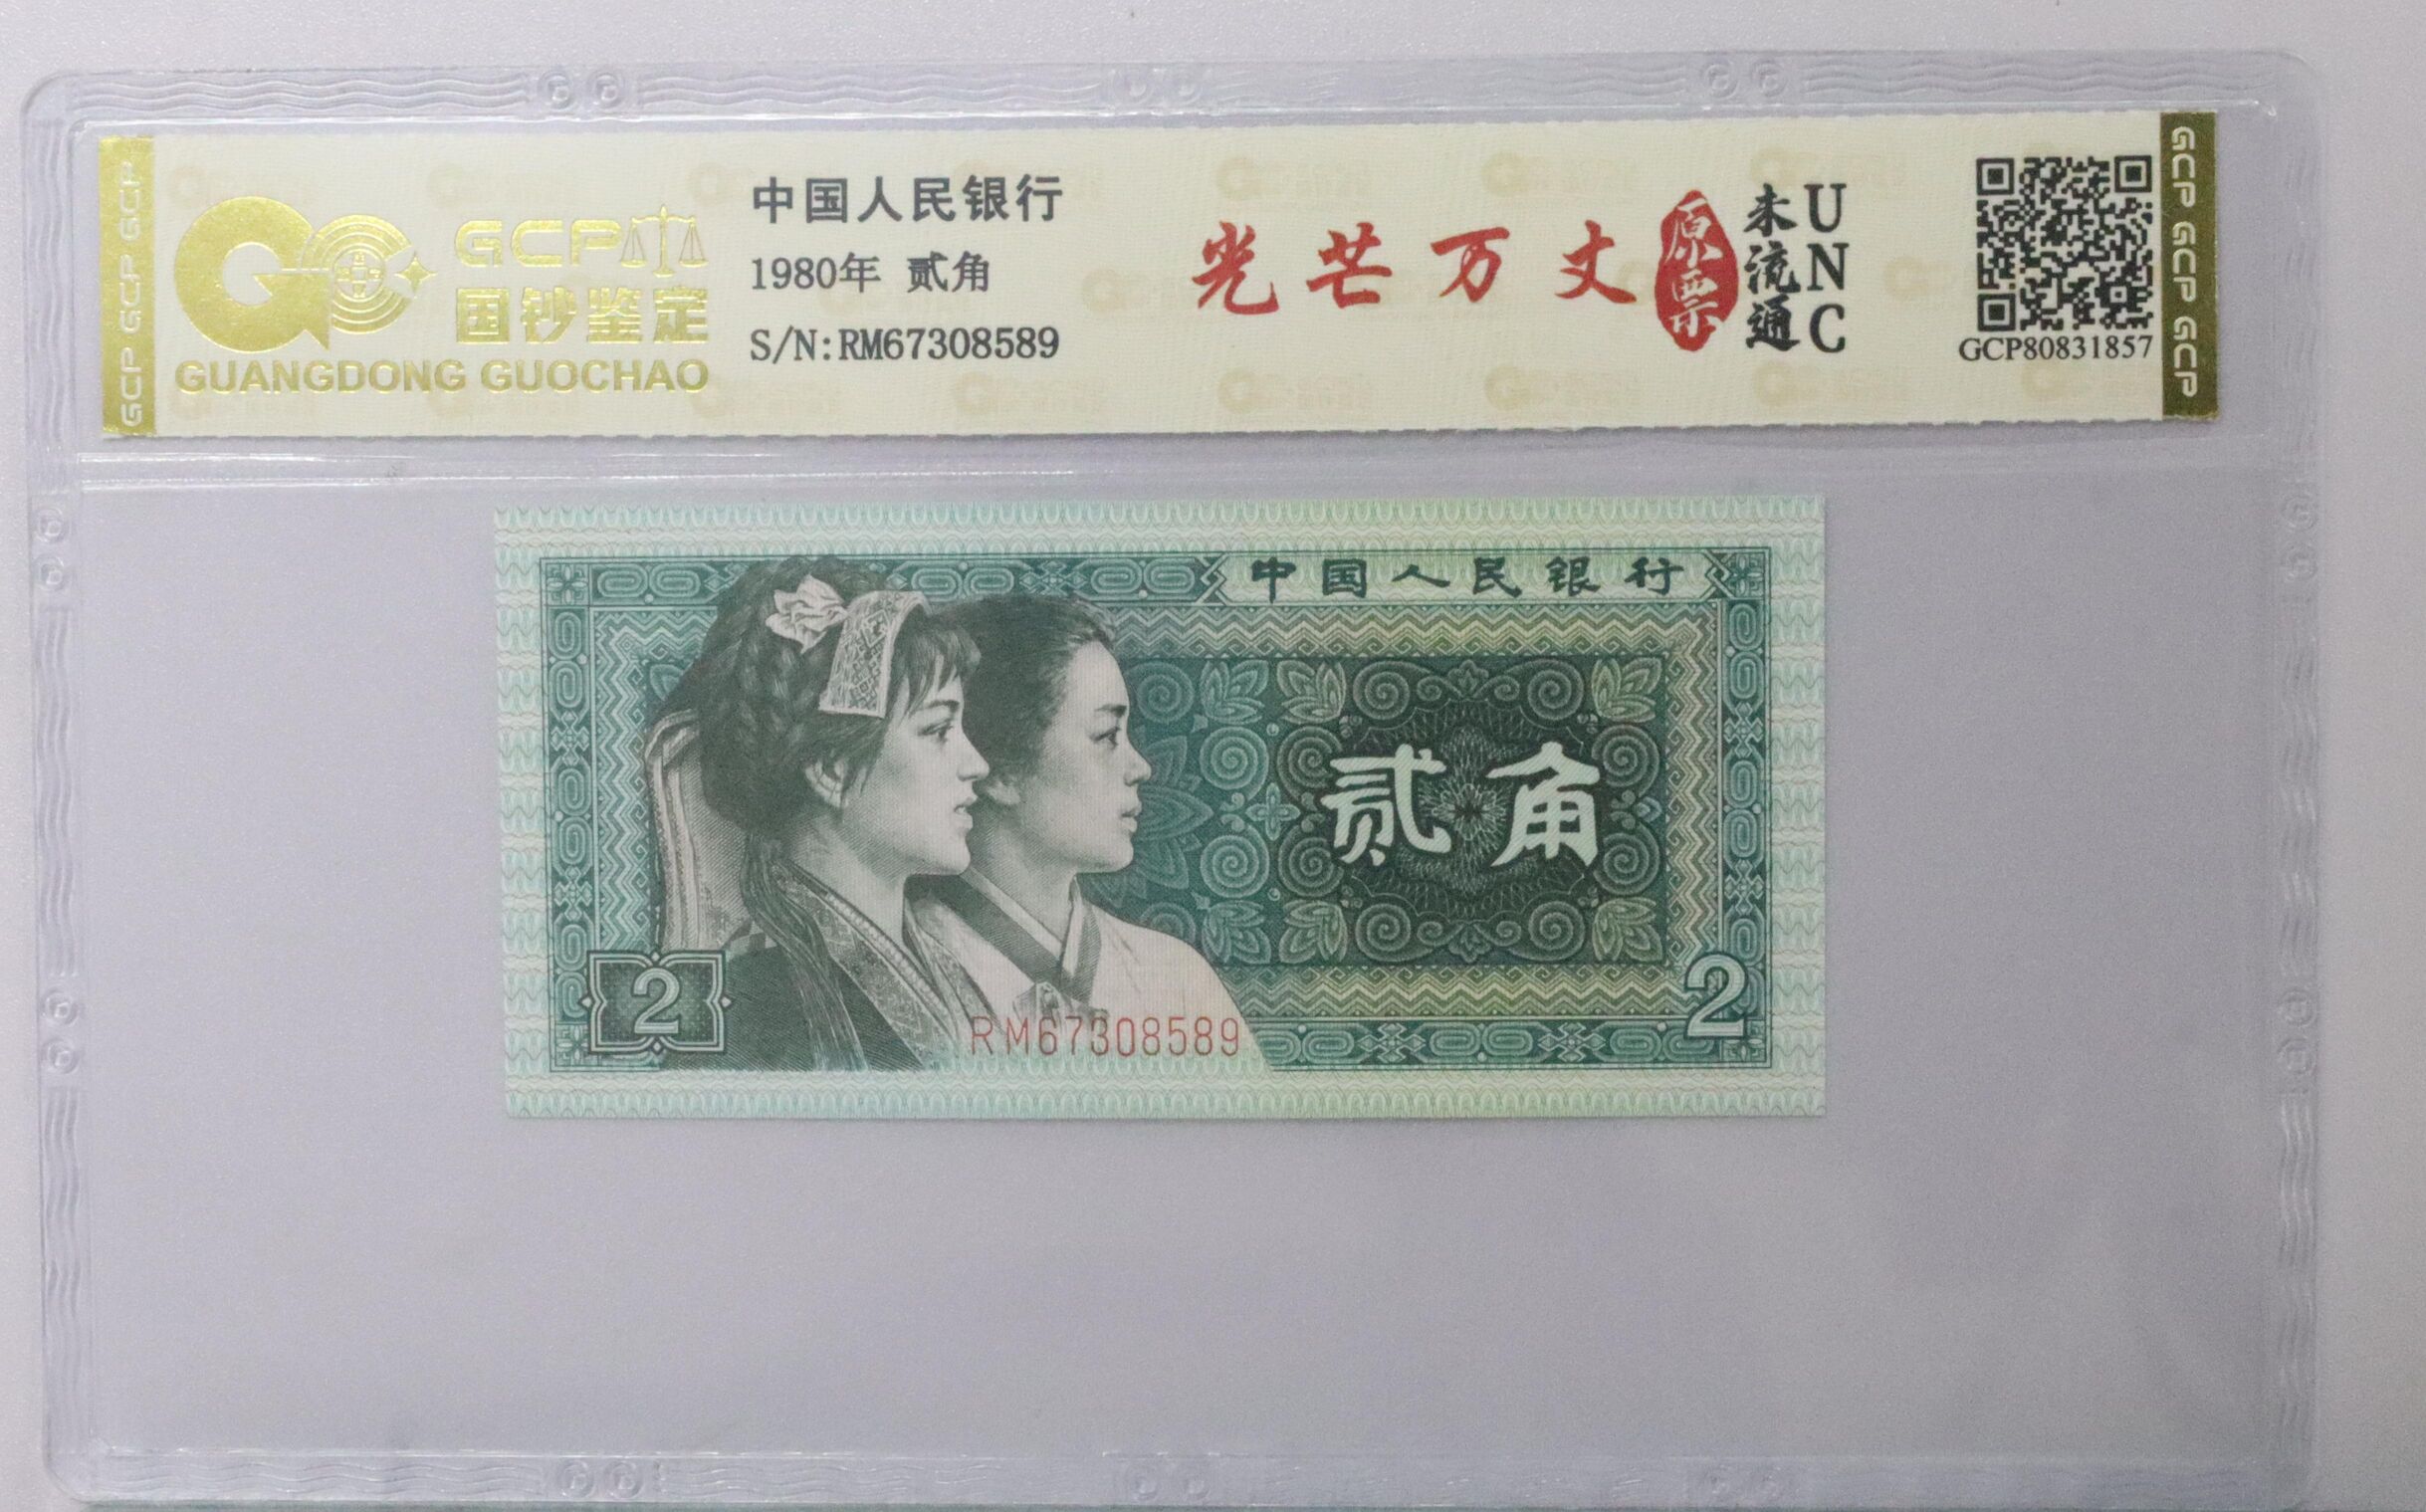 GCP GCP GCP
GCP
国钞鉴定
GUANGDONG GUOCHAO
中国人民银行
1980年 贰角
S/N:RM67308589
光芒万丈
原票
未流通
UNC
GCP80831857
GCP GCP GCP
中国人民银行
贰角
2
2
RM67308589